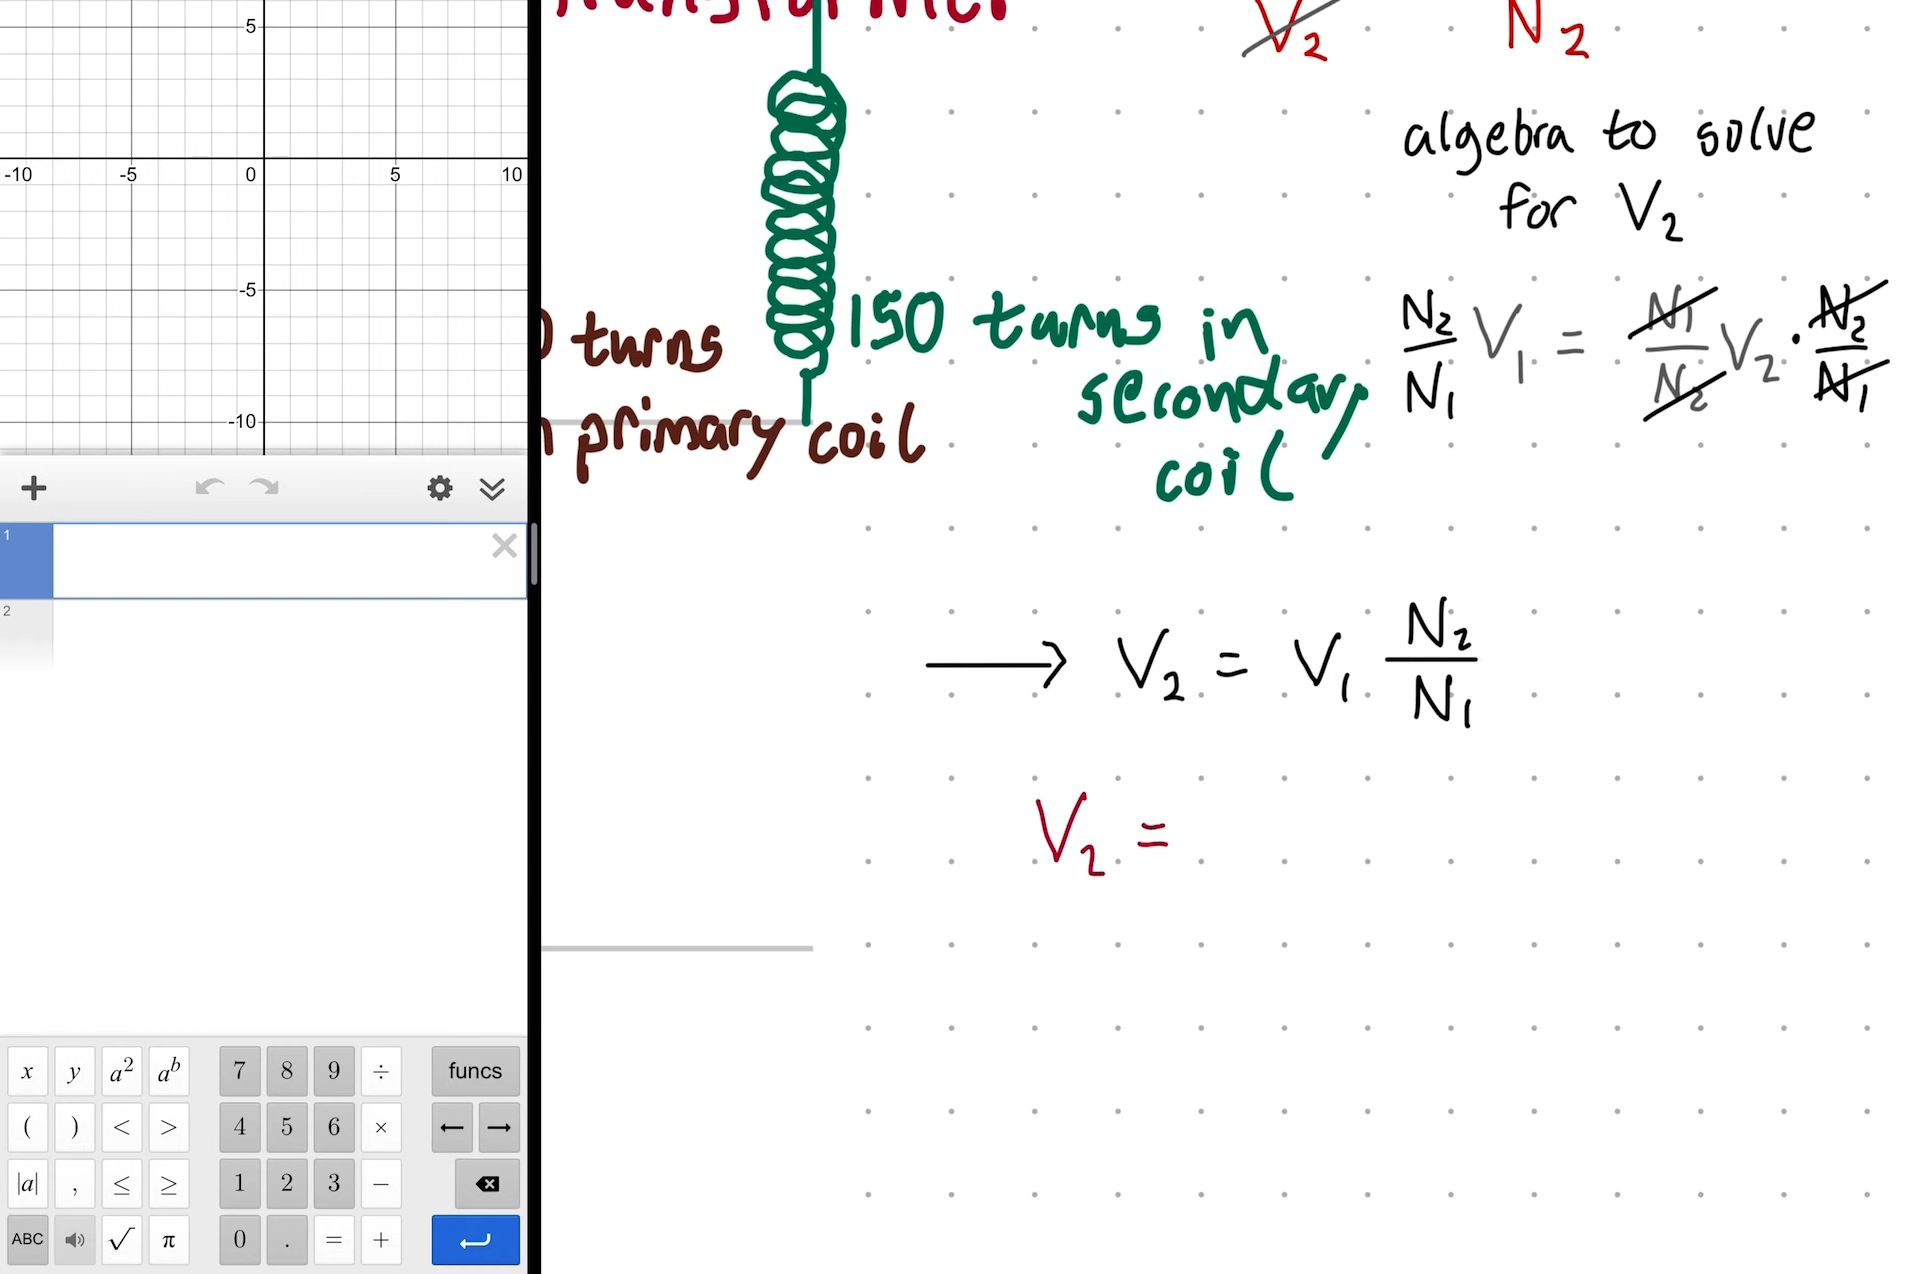 Transformer
V₂ N₂
algebra to solve
for V₂
N₂/N₁ V₁ = N₁/N₂ V₂ · N₂/N₁
turns
primary coil
150 turns in
secondary
coil
→ V₂ = V₁ N₂/N₁
V₂ =
5
-10 -5 0 5 10
-5
-10
+
1
2
x y a² aᵇ 7 8 9 ÷ funcs
( ) < > 4 5 6 × ← →
|a| , ≤ ≥ 1 2 3 −
ABC √ π 0 . = +